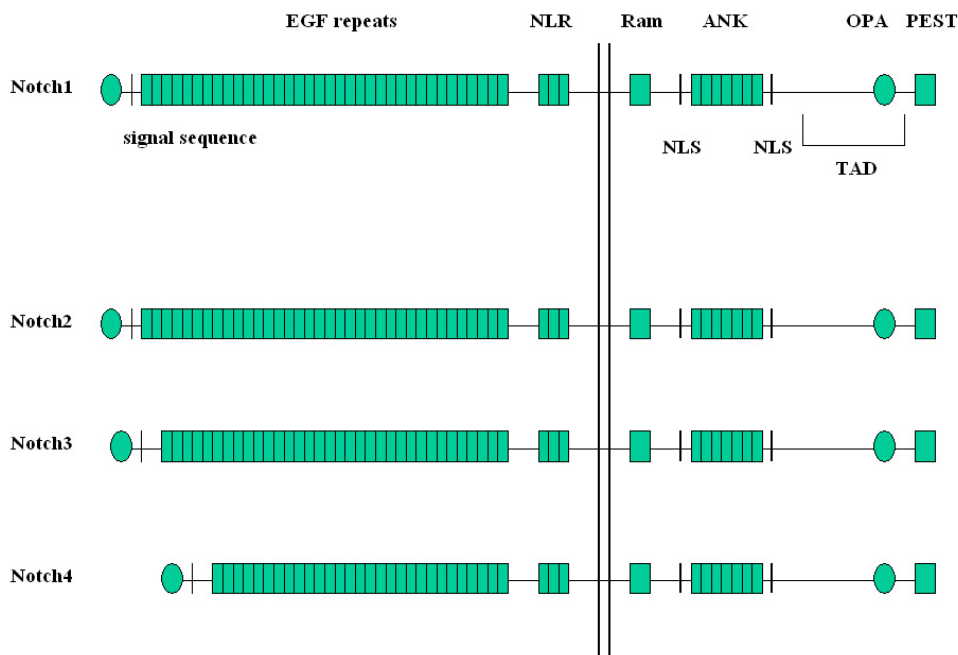 EGF repeats NLR Ram ANK OPA PEST
Notch1
signal sequence
NLS NLS
TAD
Notch2
Notch3
Notch4